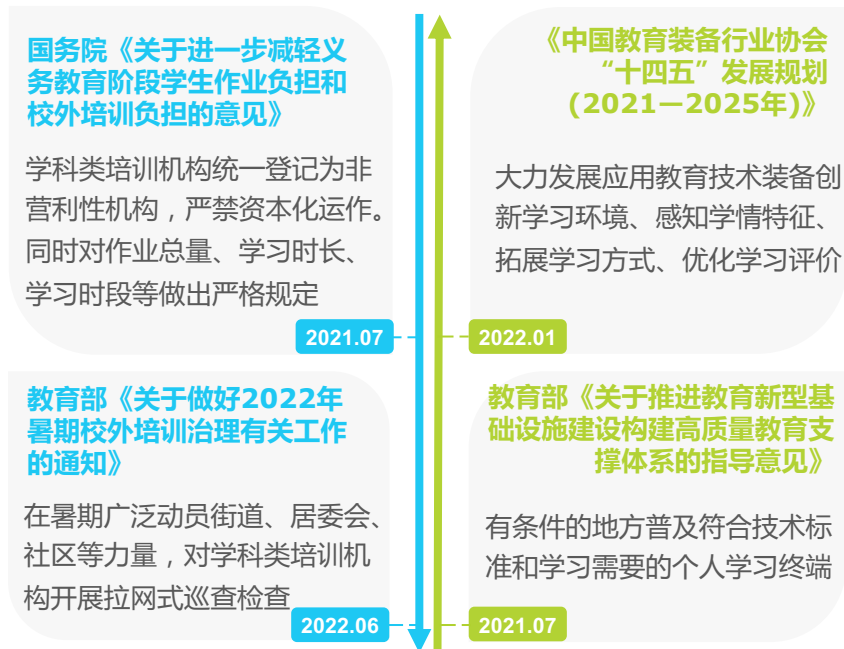 国务院《关于进一步减轻义
务教育阶段学生作业负担和
校外培训负担的意见》
学科类培训机构统一登记为非
营利性机构，严禁资本化运作。
同时对作业总量、学习时长、
学习时段等做出严格规定
2021.07
教育部《关于做好2022年
暑期校外培训治理有关工作
的通知》
在暑期广泛动员街道、居委会、
社区等力量，对学科类培训机
构开展拉网式巡查检查
2022.06
《中国教育装备行业协会
“十四五”发展规划
(2021—2025年)》
大力发展应用教育技术装备创
新学习环境、感知学情特征、
拓展学习方式、优化学习评价
2022.01
教育部《关于推进教育新型基
础设施建设构建高质量教育支
撑体系的指导意见》
有条件的地方普及符合技术标
准和学习需要的个人学习终端
2021.07